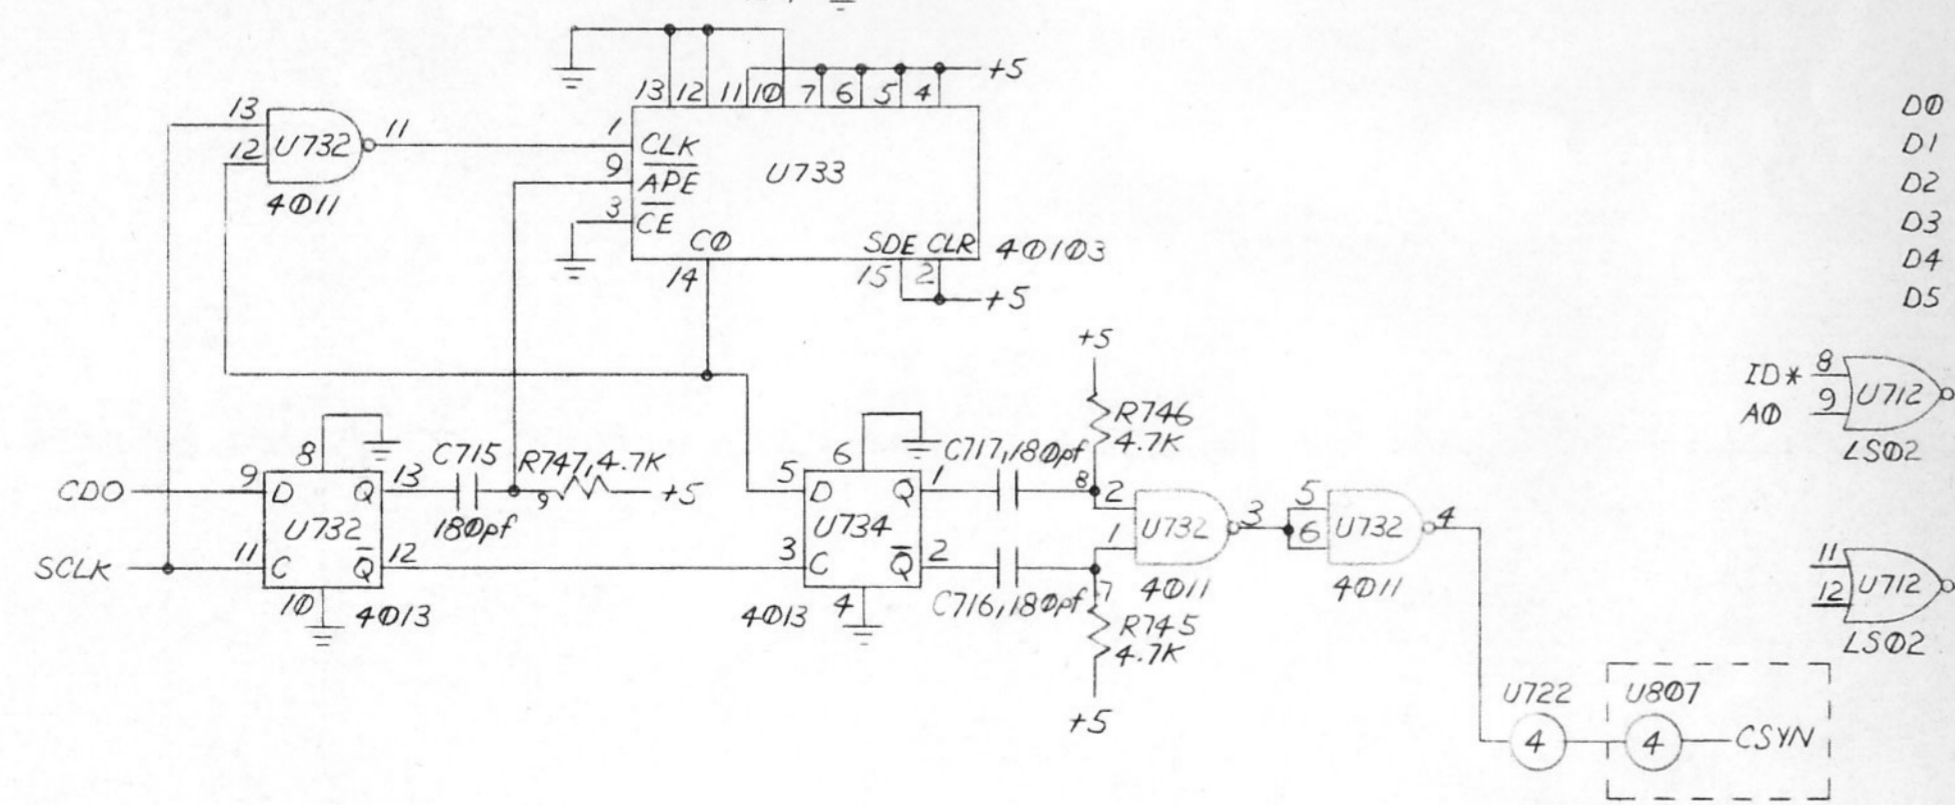 +5
13 12 11 10 7 6 5 4
D0
D1
D2
D3
D4
D5
13
12
U732
11
4011
1
9
3
CLK
APE
CE
U733
CO
SDE CLR
40103
14
15 2
+5
+5
R746
4.7K
ID*
A0
8
9
U712
LS02
CDO
SCLK
9
11
8
D Q
U732
C Q
10
4013
13
12
C715
180pf
R747, 4.7K
9
+5
5
3
6
D Q
U734
C Q
4
4013
1
2
C717, 180pf
C716, 180pf
8
7
2
1
U732
3
4011
5
6
U732
4
4011
R745
4.7K
+5
11
12
U712
LS02
U722
4
U807
4
CSYN